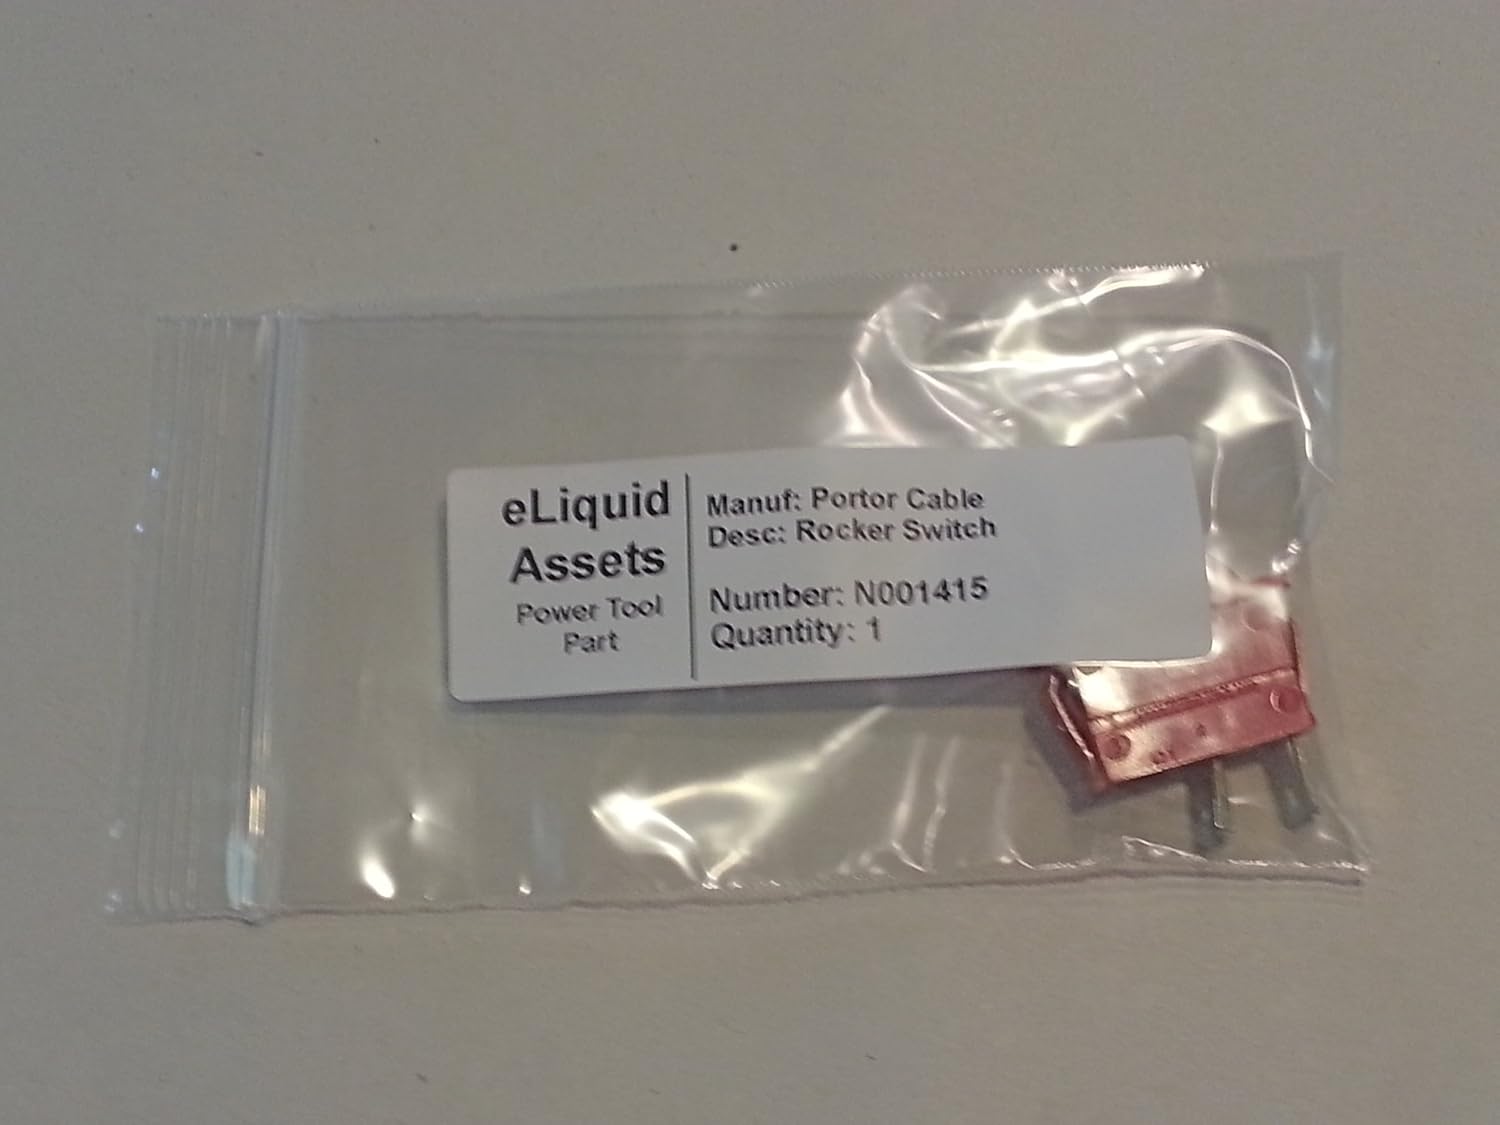 eLiquid
Assets
Power Tool
Part
Manuf: Portor Cable
Desc: Rocker Switch
Number: N001415
Quantity: 1